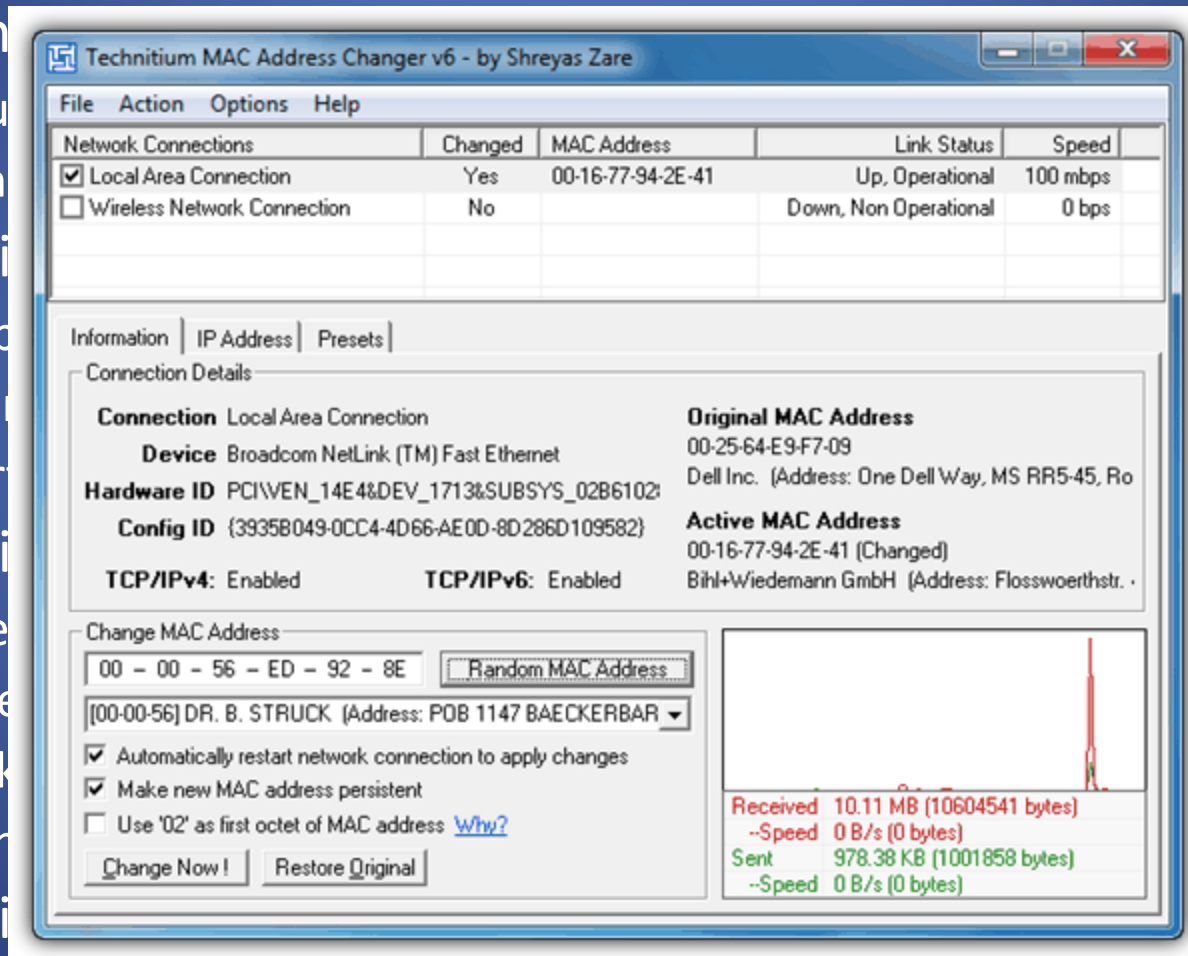 Technitium MAC Address Changer v6 - by Shreyas Zare
File Action Options Help
Network Connections Changed MAC Address Link Status Speed
Local Area Connection Yes 00-16-77-94-2E-41 Up, Operational 100 mbps
Wireless Network Connection No Down, Non Operational 0 bps
Information IP Address Presets
Connection Details
Connection Local Area Connection
Device Broadcom NetLink (TM) Fast Ethernet
Hardware ID PCI\VEN_14E4&DEV_1713&SUBSYS_02B6102
Config ID {3935B049-0CC4-4D66-AE0D-8D286D109582}
TCP/IPv4: Enabled TCP/IPv6: Enabled
Original MAC Address
00-25-64-E9-F7-09
Dell Inc. (Address: One Dell Way, MS RR5-45, Ro
Active MAC Address
00-16-77-94-2E-41 (Changed)
Bihl+Wiedemann GmbH (Address: Flosswoerthstr.
Change MAC Address
00 - 00 - 56 - ED - 92 - 8E Random MAC Address
[00-00-56] DR. B. STRUCK (Address: POB 1147 BAECKERBAR
Automatically restart network connection to apply changes
Make new MAC address persistent
Use '02' as first octet of MAC address Why?
Change Now ! Restore Original
Received 10.11 MB (10604541 bytes)
--Speed 0 B/s (0 bytes)
Sent 978.38 KB (1001858 bytes)
--Speed 0 B/s (0 bytes)